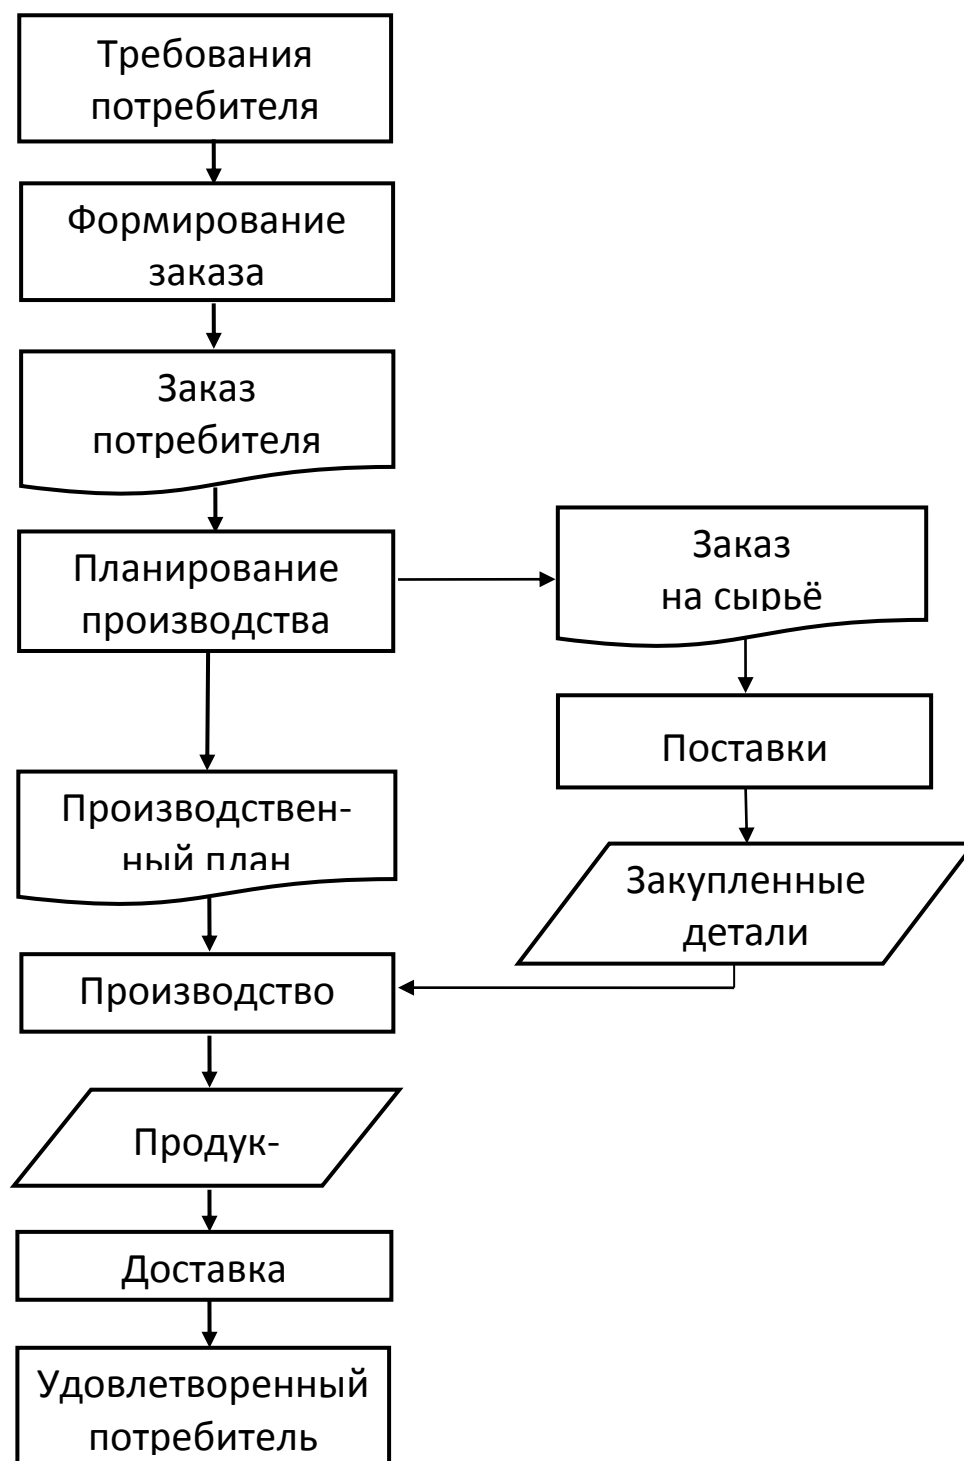 Требования
потребителя
Формирование
заказа
Заказ
потребителя
Планирование
производства
Заказ
на сырьё
Поставки
Производствен-
ный план
Закупленные
детали
Производство
Продук-
Доставка
Удовлетворенный
потребитель